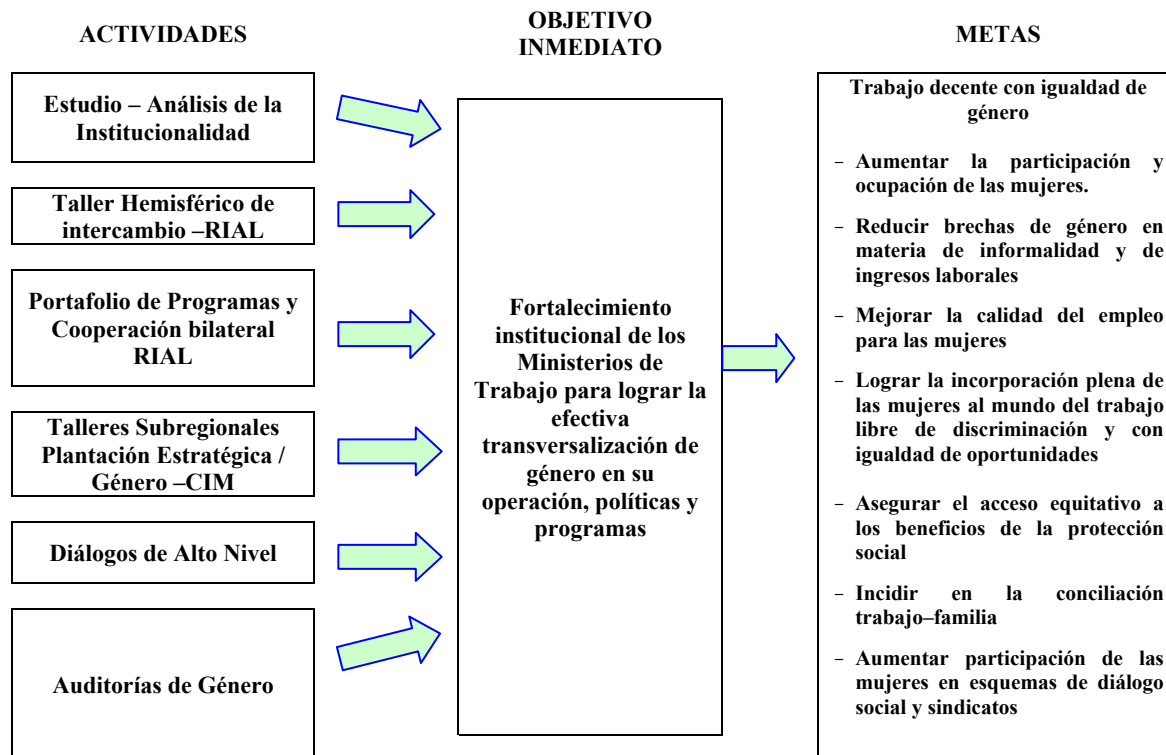 ACTIVIDADES
Estudio – Análisis de la
Institucionalidad
Taller Hemisférico de
intercambio –RIAL
Portafolio de Programas y
Cooperación bilateral
RIAL
Talleres Subregionales
Plantación Estratégica /
Género –CIM
Diálogos de Alto Nivel
Auditorías de Género
OBJETIVO
INMEDIATO
Fortalecimiento
institucional de los
Ministerios de
Trabajo para lograr la
efectiva
transversalización de
género en su
operación, políticas y
programas
METAS
Trabajo decente con igualdad de
género
− Aumentar la participación y
ocupación de las mujeres.
− Reducir brechas de género en
materia de informalidad y de
ingresos laborales
− Mejorar la calidad del empleo
para las mujeres
− Lograr la incorporación plena de
las mujeres al mundo del trabajo
libre de discriminación y con
igualdad de oportunidades
− Asegurar el acceso equitativo a
los beneficios de la protección
social
− Incidir en la conciliación
trabajo–familia
− Aumentar participación de las
mujeres en esquemas de diálogo
social y sindicatos